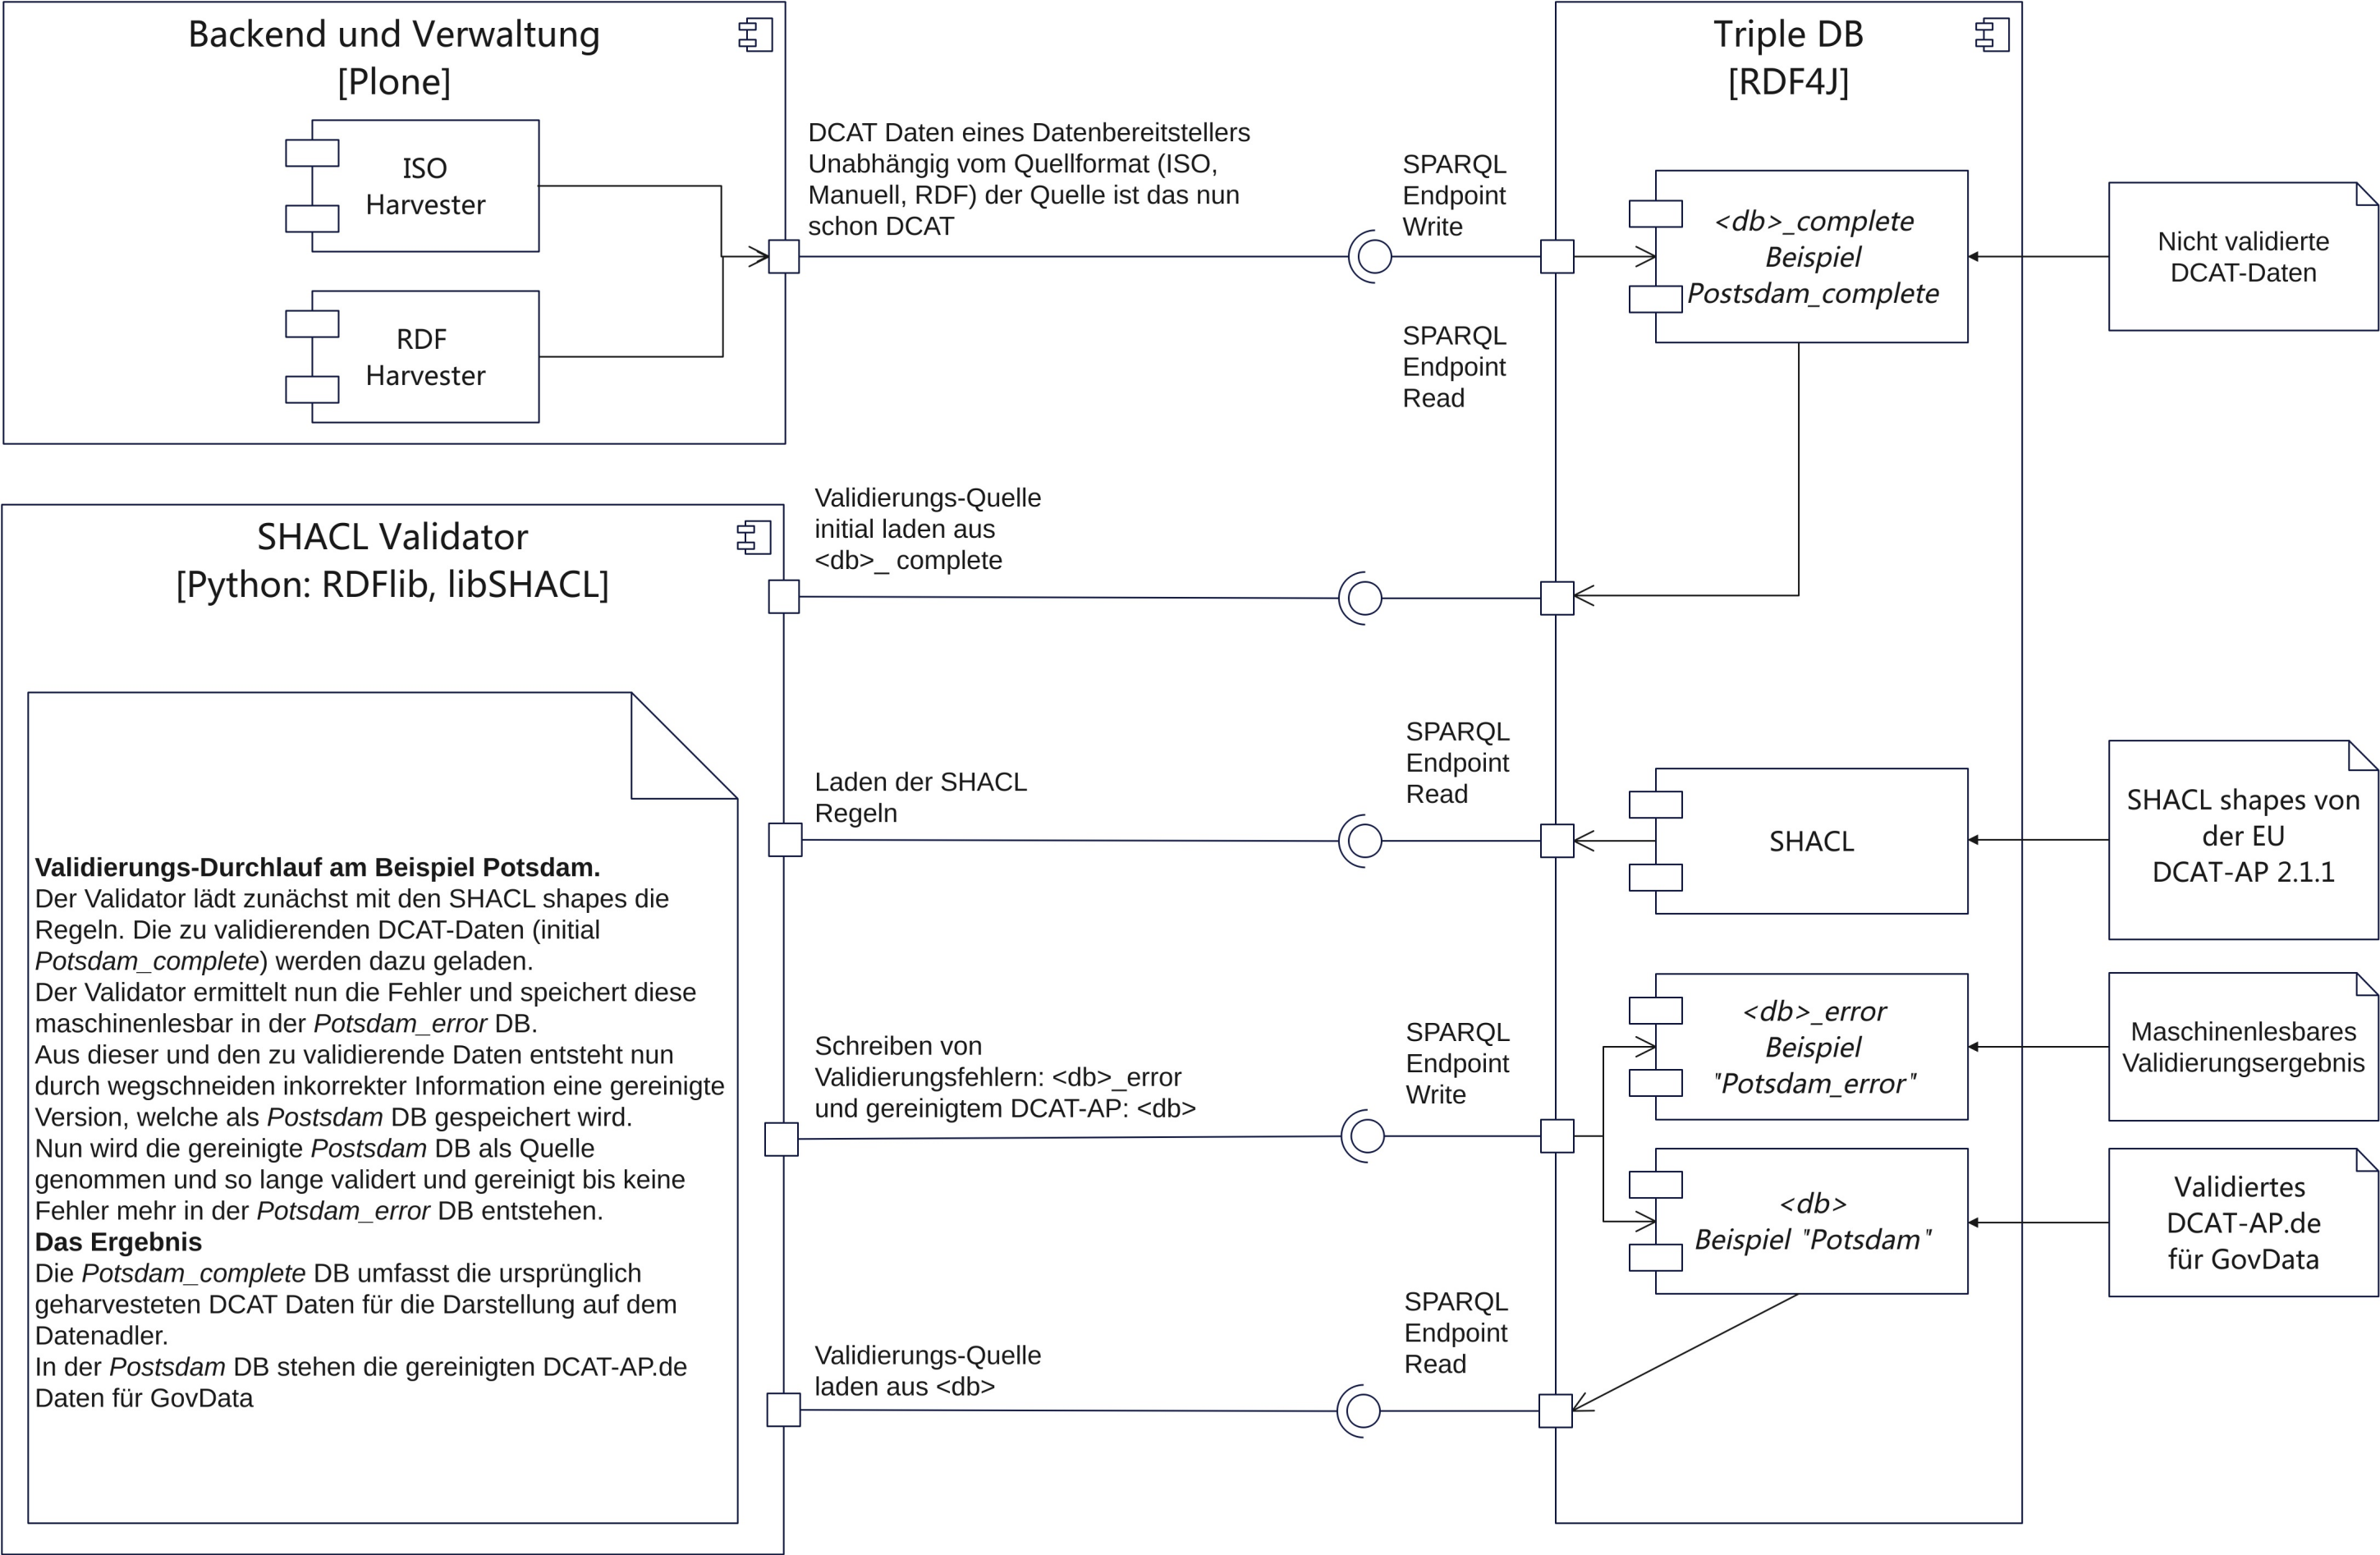 Backend und Verwaltung
[Plone]
ISO
Harvester
RDF
Harvester
DCAT Daten eines Datenbereitstellers
Unabhängig vom Quellformat (ISO,
Manuell, RDF) der Quelle ist das nun
schon DCAT
SPARQL
Endpoint
Write
Triple DB
[RDF4J]
<db>_complete
Beispiel
Postsdam_complete
Nicht validierte
DCAT-Daten
SPARQL
Endpoint
Read
SHACL Validator
[Python: RDFlib, libSHACL]
Validierungs-Quelle
initial laden aus
<db>_ complete
Validierungs-Durchlauf am Beispiel Potsdam.
Der Validator lädt zunächst mit den SHACL shapes die
Regeln. Die zu validierenden DCAT-Daten (initial
Potsdam_complete) werden dazu geladen.
Der Validator ermittelt nun die Fehler und speichert diese
maschinenlesbar in der Potsdam_error DB.
Aus dieser und den zu validierende Daten entsteht nun
durch wegschneiden inkorrekter Information eine gereinigte
Version, welche als Postsdam DB gespeichert wird.
Nun wird die gereinigte Postsdam DB als Quelle
genommen und so lange validert und gereinigt bis keine
Fehler mehr in der Potsdam_error DB entstehen.
Das Ergebnis
Die Potsdam_complete DB umfasst die ursprünglich
geharvesteten DCAT Daten für die Darstellung auf dem
Datenadler.
In der Postsdam DB stehen die gereinigten DCAT-AP.de
Daten für GovData
Laden der SHACL
Regeln
SPARQL
Endpoint
Read
SHACL
SHACL shapes von
der EU
DCAT-AP 2.1.1
Schreiben von
Validierungsfehlern: <db>_error
und gereinigtem DCAT-AP: <db>
SPARQL
Endpoint
Write
<db>_error
Beispiel
"Potsdam_error"
Maschinenlesbares
Validierungsergebnis
<db>
Beispiel "Potsdam"
Validiertes
DCAT-AP.de
für GovData
Validierungs-Quelle
laden aus <db>
SPARQL
Endpoint
Read